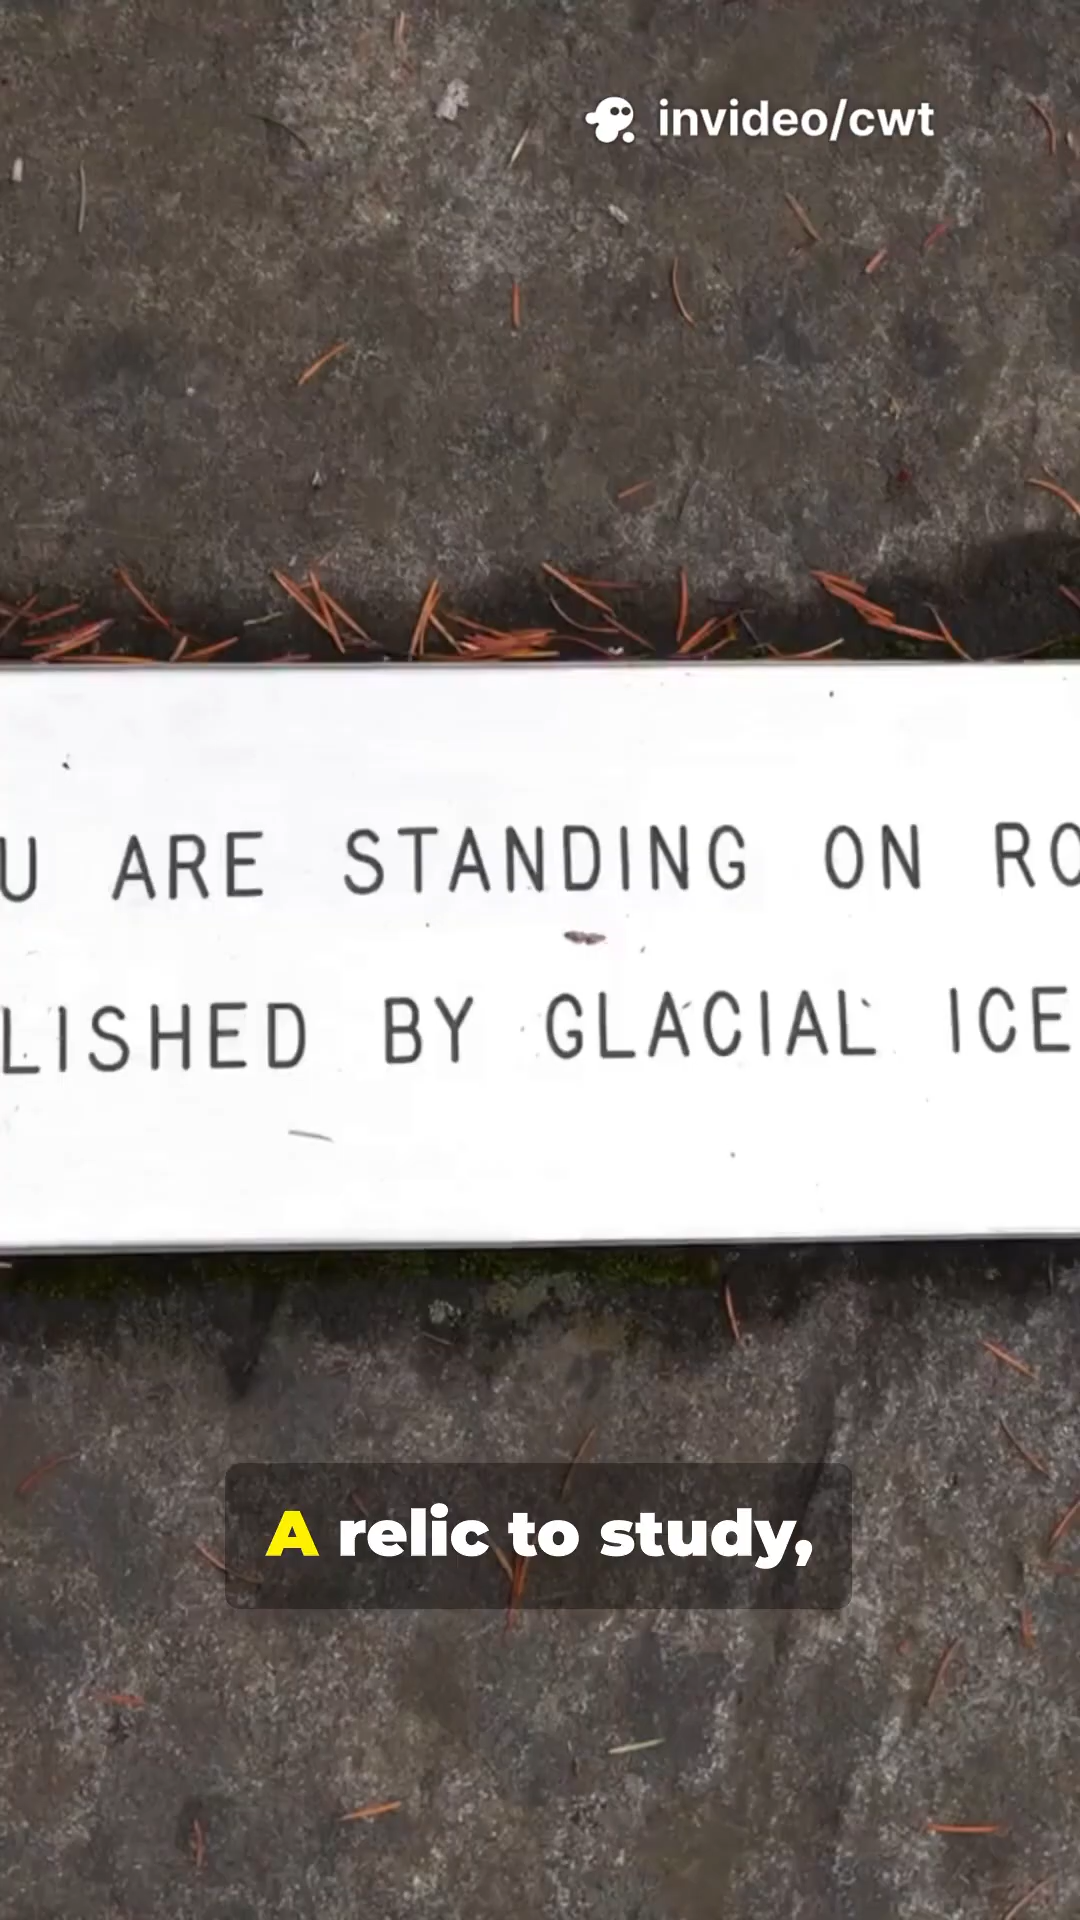 invideo/cwt
U ARE STANDING ON RO
LISHED BY GLACIAL ICE
A relic to study,